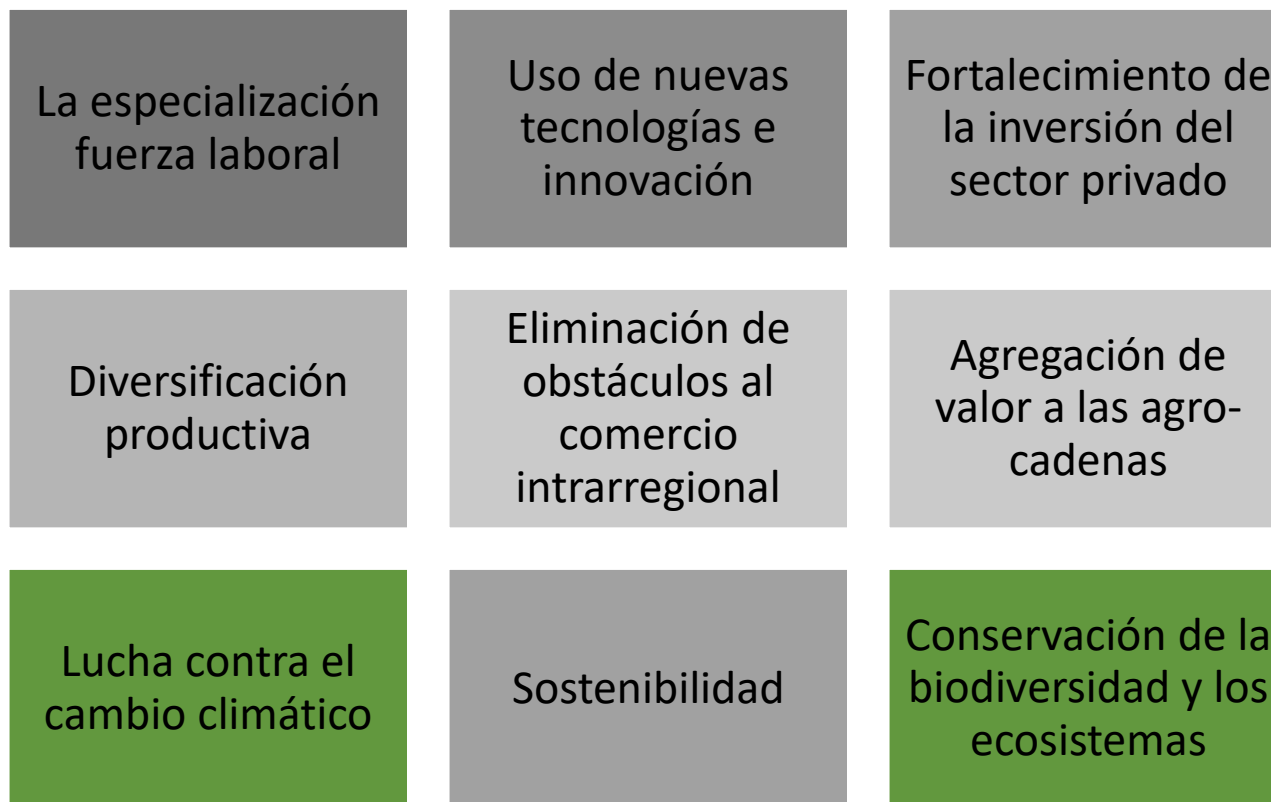 La especialización
fuerza laboral
Uso de nuevas
tecnologías e
innovación
Fortalecimiento de
la inversión del
sector privado
Diversificación
productiva
Eliminación de
obstáculos al
comercio
intrarregional
Agregación de
valor a las agro-
cadenas
Lucha contra el
cambio climático
Sostenibilidad
Conservación de la
biodiversidad y los
ecosistemas